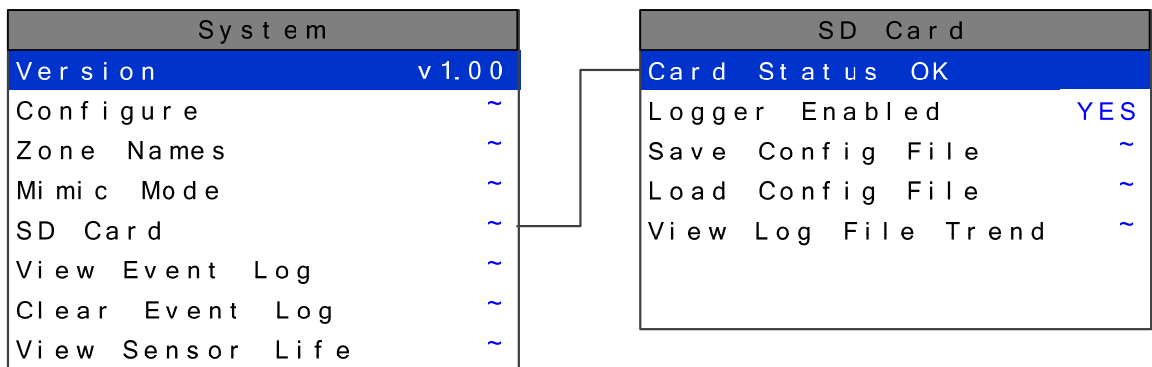 System
Version v1.00
Configure ~
Zone Names ~
Mimic Mode ~
SD Card ~
View Event Log ~
Clear Event Log ~
View Sensor Life ~
SD Card
Card Status OK
Logger Enabled YES
Save Config File ~
Load Config File ~
View Log File Trend ~